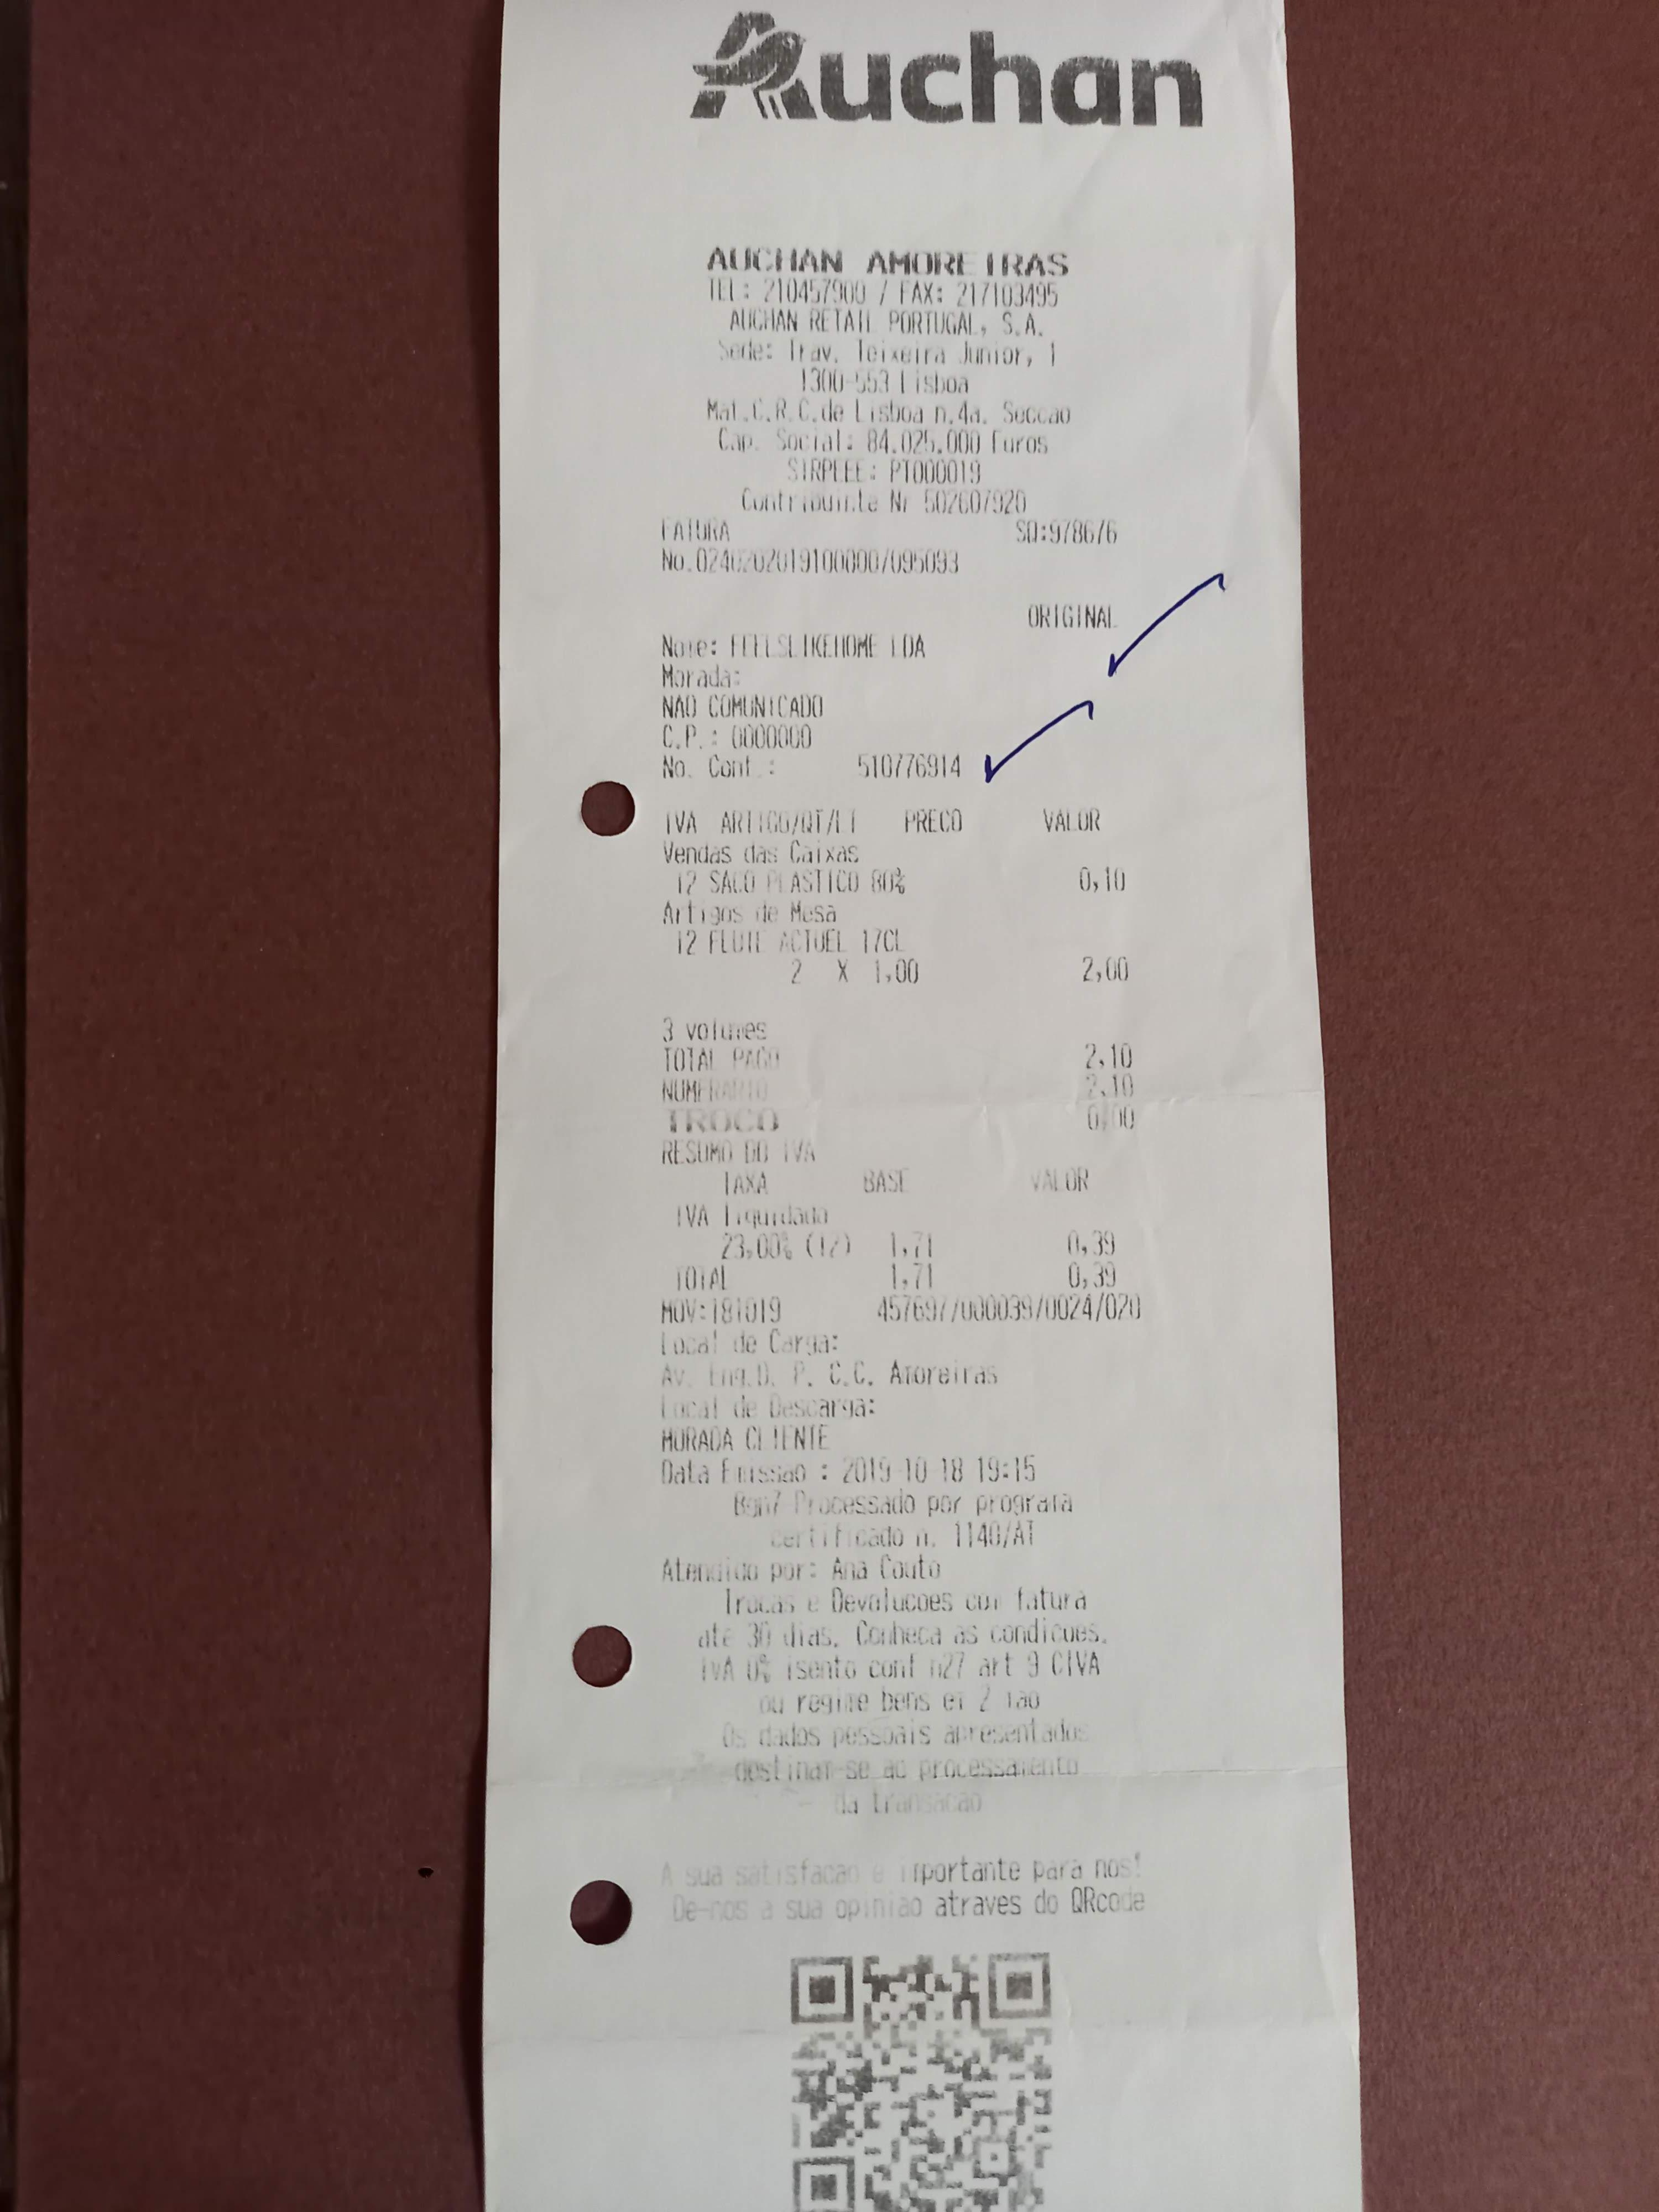 Auchan
AUCHAN AMOREIRAS
TEL: 210457900 / FAX: 217103495
AUCHAN RETAIL PORTUGAL, S.A.
Sede: Trav. Teixeira Junior, 1
1300-553 Lisboa
Mat.C.R.C.de Lisboa n.4a. Seccao
Cap. Social: 84.025.000 Euros
SIRPEEE: PT000019
Contribuinte Nr 502607920
FATURA SQ:9786/6
No.0240202019100000/095093
ORIGINAL
Nome: FEELSLIKEHOME LDA
Morada:
NAO COMUNICADO
C.P.: 0000000
No. Cont.: 510776914
IVA ARTIGO/QT/LT PRECO VALOR
Vendas das Caixas
12 SACO PLASTICO 80% 0,10
Artigos de Mesa
12 FLUTE ACTUEL 17CL
2 X 1,00 2,00
3 volumes
TOTAL PAGO 2,10
NUMERARIO 2,10
TROCO 0,00
RESUMO DO IVA
TAXA BASE VALOR
IVA liquidado
23,00% (12) 1,71 0,39
TOTAL 1,71 0,39
MOV:181019 457697/000039/0024/020
Local de Carga:
Av. Eng.D. P. C.C. Amoreiras
Local de Descarga:
MORADA CLIENTE
Data Emissao : 2019-10-18 19:15
Bgn7-Processado por programa
certificado n. 1140/AT
Atendido por: Ana Couto
Trocas e Devolucoes com fatura
ate 30 dias. Conheca as condicoes.
IVA 0% isento conf n27 art 9 CIVA
ou regime bens em 2 mao
Os dados pessoais apresentados
destinam-se ao processamento
da transacao
A sua satisfacao e importante para nos!
De-nos a sua opiniao atraves do QRcode